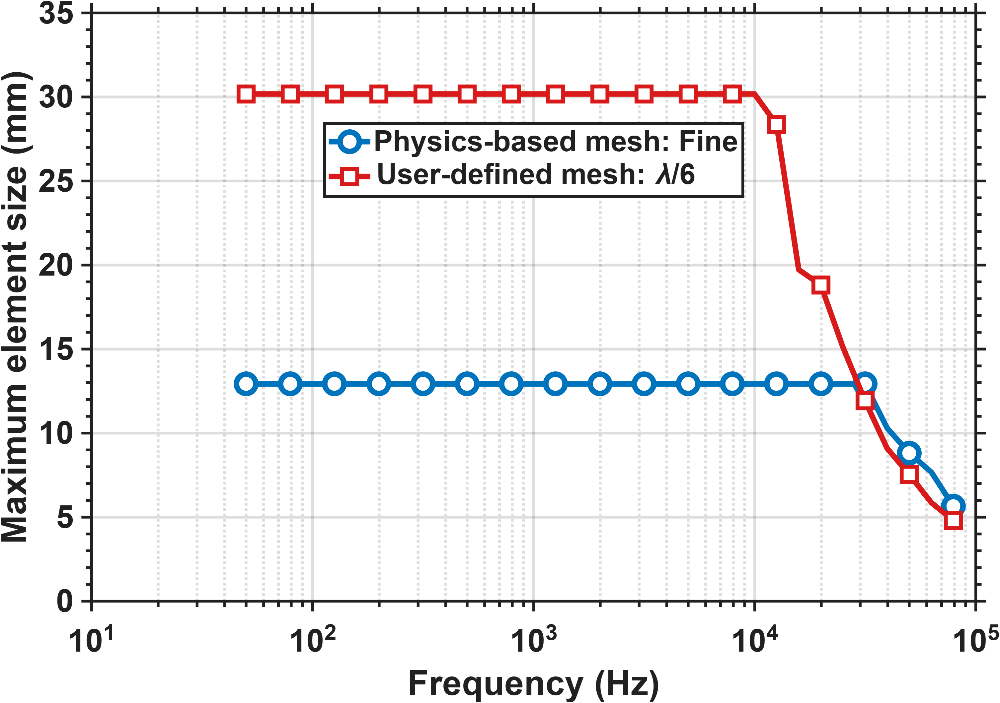 35
30
25
20
15
10
5
0
Maximum element size (mm)
Physics-based mesh: Fine
User-defined mesh: λ/6
10¹ 10² 10³ 10⁴ 10⁵
Frequency (Hz)